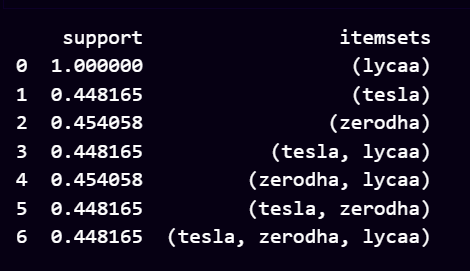 support itemsets
0 1.000000 (lycaa)
1 0.448165 (tesla)
2 0.454058 (zerodha)
3 0.448165 (tesla, lycaa)
4 0.454058 (zerodha, lycaa)
5 0.448165 (tesla, zerodha)
6 0.448165 (tesla, zerodha, lycaa)